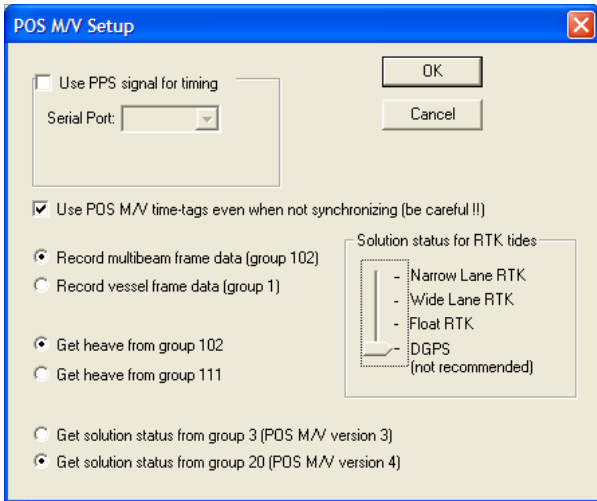 POS M/V Setup
Use PPS signal for timing
Serial Port:
OK
Cancel
Use POS M/V time-tags even when not synchronizing (be careful !!)
Record multibeam frame data (group 102)
Record vessel frame data (group 1)
Get heave from group 102
Get heave from group 111
Solution status for RTK tides
Narrow Lane RTK
Wide Lane RTK
Float RTK
DGPS
(not recommended)
Get solution status from group 3 (POS M/V version 3)
Get solution status from group 20 (POS M/V version 4)